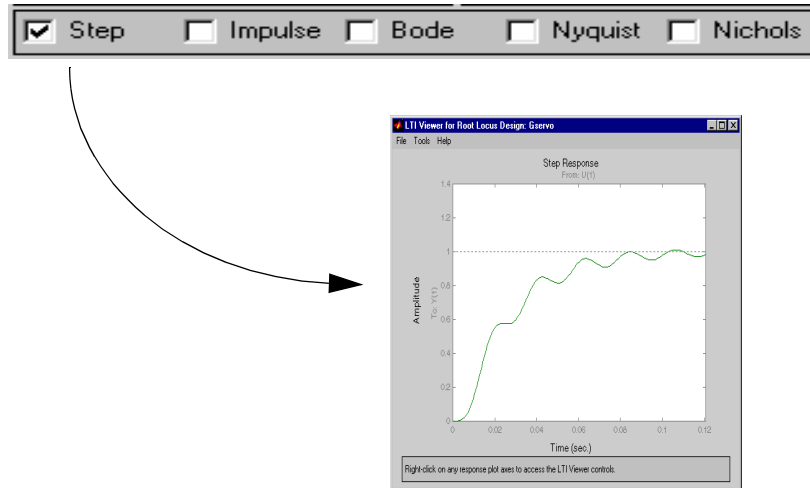 Step Impulse Bode Nyquist Nichols
LTI Viewer for Root Locus Design: Gservo
File Tools Help
Step Response
From: U(1)
1.4
1.2
1
0.8
0.6
0.4
0.2
0
Amplitude
To: Y(1)
0 0.02 0.04 0.06 0.08 0.1 0.12
Time (sec.)
Right-click on any response plot axes to access the LTI Viewer controls.